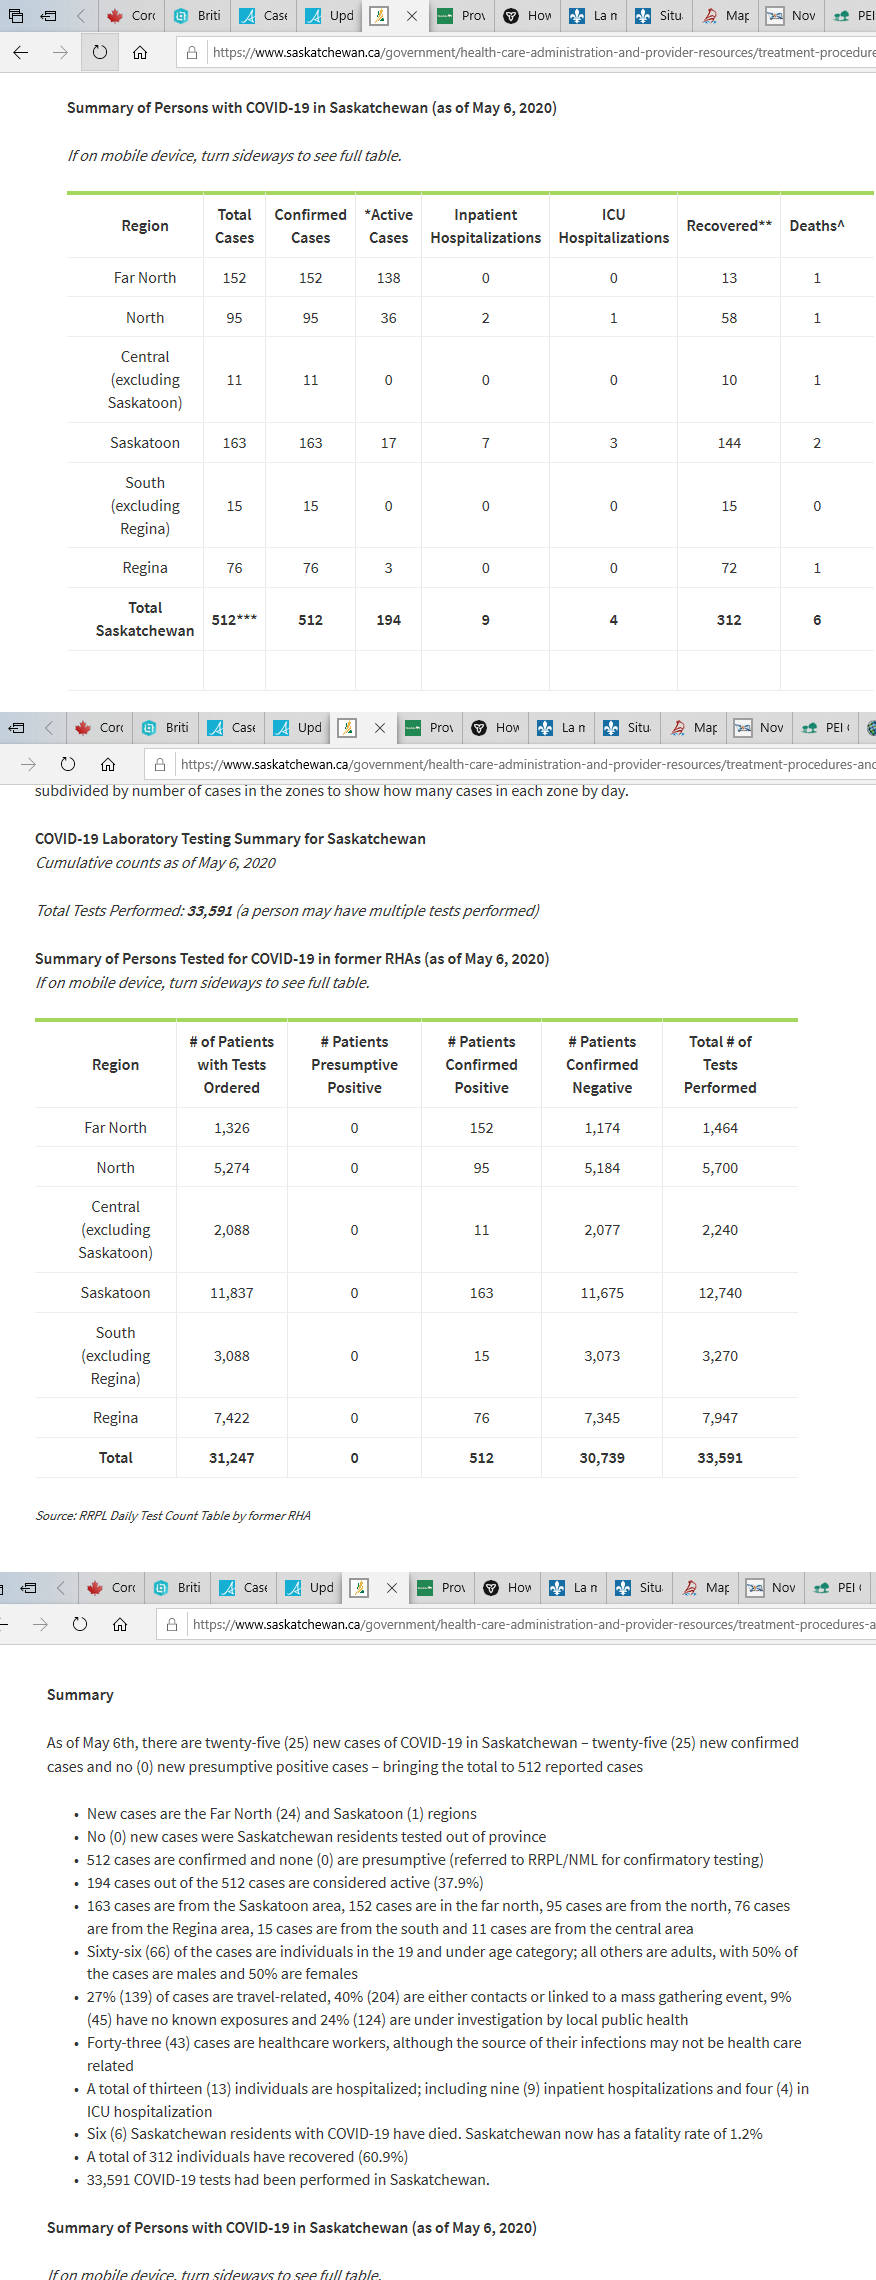 Corc Briti Case Upd Prov How La n Situ Map Nov PEI
https://www.saskatchewan.ca/government/health-care-administration-and-provider-resources/treatment-procedure
Summary of Persons with COVID-19 in Saskatchewan (as of May 6, 2020)
If on mobile device, turn sideways to see full table.
Region Total Cases Confirmed Cases *Active Cases Inpatient Hospitalizations ICU Hospitalizations Recovered** Deaths^
Far North 152 152 138 0 0 13 1
North 95 95 36 2 1 58 1
Central (excluding Saskatoon) 11 11 0 0 0 10 1
Saskatoon 163 163 17 7 3 144 2
South (excluding Regina) 15 15 0 0 0 15 0
Regina 76 76 3 0 0 72 1
Total Saskatchewan 512*** 512 194 9 4 312 6
Corc Briti Case Upd Prov How La n Situ Map Nov PEI
https://www.saskatchewan.ca/government/health-care-administration-and-provider-resources/treatment-procedures-and
subdivided by number of cases in the zones to show how many cases in each zone by day.
COVID-19 Laboratory Testing Summary for Saskatchewan
Cumulative counts as of May 6, 2020
Total Tests Performed: 33,591 (a person may have multiple tests performed)
Summary of Persons Tested for COVID-19 in former RHAs (as of May 6, 2020)
If on mobile device, turn sideways to see full table.
Region # of Patients with Tests Ordered # Patients Presumptive Positive # Patients Confirmed Positive # Patients Confirmed Negative Total # of Tests Performed
Far North 1,326 0 152 1,174 1,464
North 5,274 0 95 5,184 5,700
Central (excluding Saskatoon) 2,088 0 11 2,077 2,240
Saskatoon 11,837 0 163 11,675 12,740
South (excluding Regina) 3,088 0 15 3,073 3,270
Regina 7,422 0 76 7,345 7,947
Total 31,247 0 512 30,739 33,591
Source: RRPL Daily Test Count Table by former RHA
Corc Briti Case Upd Prov How La n Situ Map Nov PEI
https://www.saskatchewan.ca/government/health-care-administration-and-provider-resources/treatment-procedures-a
Summary
As of May 6th, there are twenty-five (25) new cases of COVID-19 in Saskatchewan – twenty-five (25) new confirmed
cases and no (0) new presumptive positive cases – bringing the total to 512 reported cases
• New cases are the Far North (24) and Saskatoon (1) regions
• No (0) new cases were Saskatchewan residents tested out of province
• 512 cases are confirmed and none (0) are presumptive (referred to RRPL/NML for confirmatory testing)
• 194 cases out of the 512 cases are considered active (37.9%)
• 163 cases are from the Saskatoon area, 152 cases are in the far north, 95 cases are from the north, 76 cases
are from the Regina area, 15 cases are from the south and 11 cases are from the central area
• Sixty-six (66) of the cases are individuals in the 19 and under age category; all others are adults, with 50% of
the cases are males and 50% are females
• 27% (139) of cases are travel-related, 40% (204) are either contacts or linked to a mass gathering event, 9%
(45) have no known exposures and 24% (124) are under investigation by local public health
• Forty-three (43) cases are healthcare workers, although the source of their infections may not be health care
related
• A total of thirteen (13) individuals are hospitalized; including nine (9) inpatient hospitalizations and four (4) in
ICU hospitalization
• Six (6) Saskatchewan residents with COVID-19 have died. Saskatchewan now has a fatality rate of 1.2%
• A total of 312 individuals have recovered (60.9%)
• 33,591 COVID-19 tests had been performed in Saskatchewan.
Summary of Persons with COVID-19 in Saskatchewan (as of May 6, 2020)
If on mobile device, turn sideways to see full table.